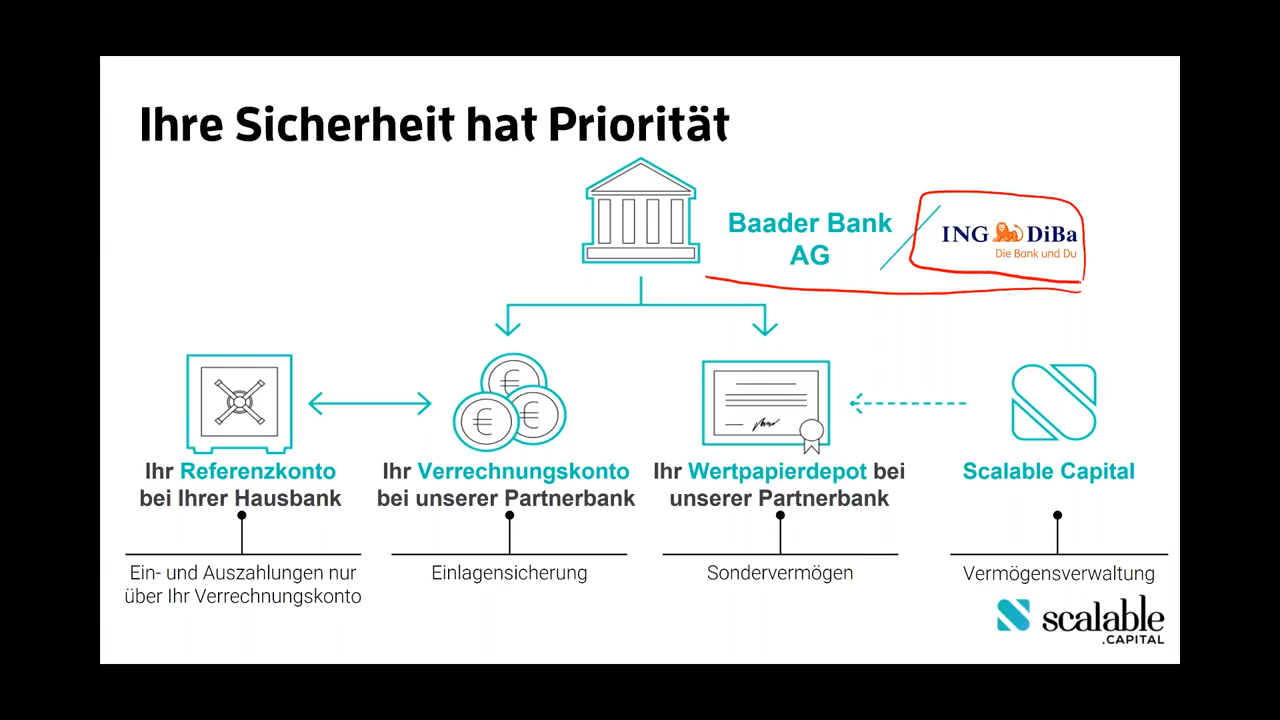 Ihre Sicherheit hat Priorität
Baader Bank
AG
ING DiBa
Die Bank und Du
Ihr Referenzkonto
bei Ihrer Hausbank
Ihr Verrechnungskonto
bei unserer Partnerbank
Ihr Wertpapierdepot bei
unserer Partnerbank
Scalable Capital
Ein- und Auszahlungen nur
über Ihr Verrechnungskonto
Einlagensicherung
Sondervermögen
Vermögensverwaltung
scalable
.CAPITAL